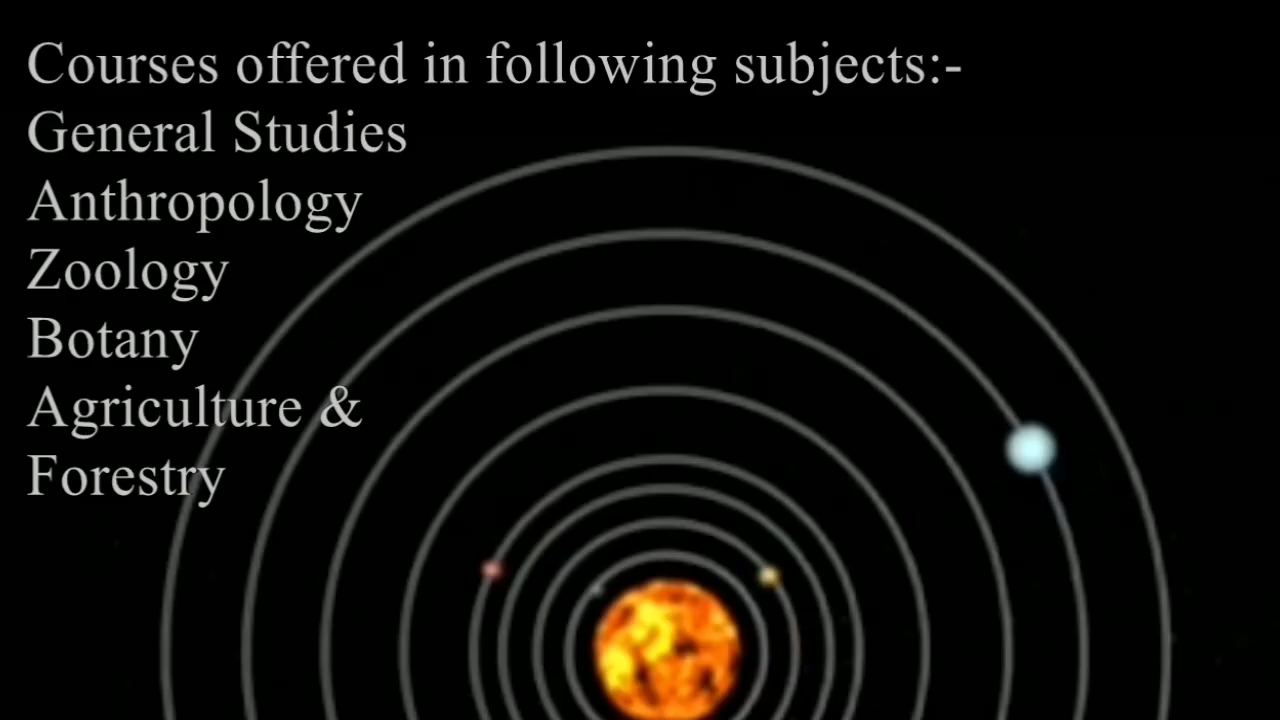 Courses offered in following subjects:-
General Studies
Anthropology
Zoology
Botany
Agriculture &
Forestry